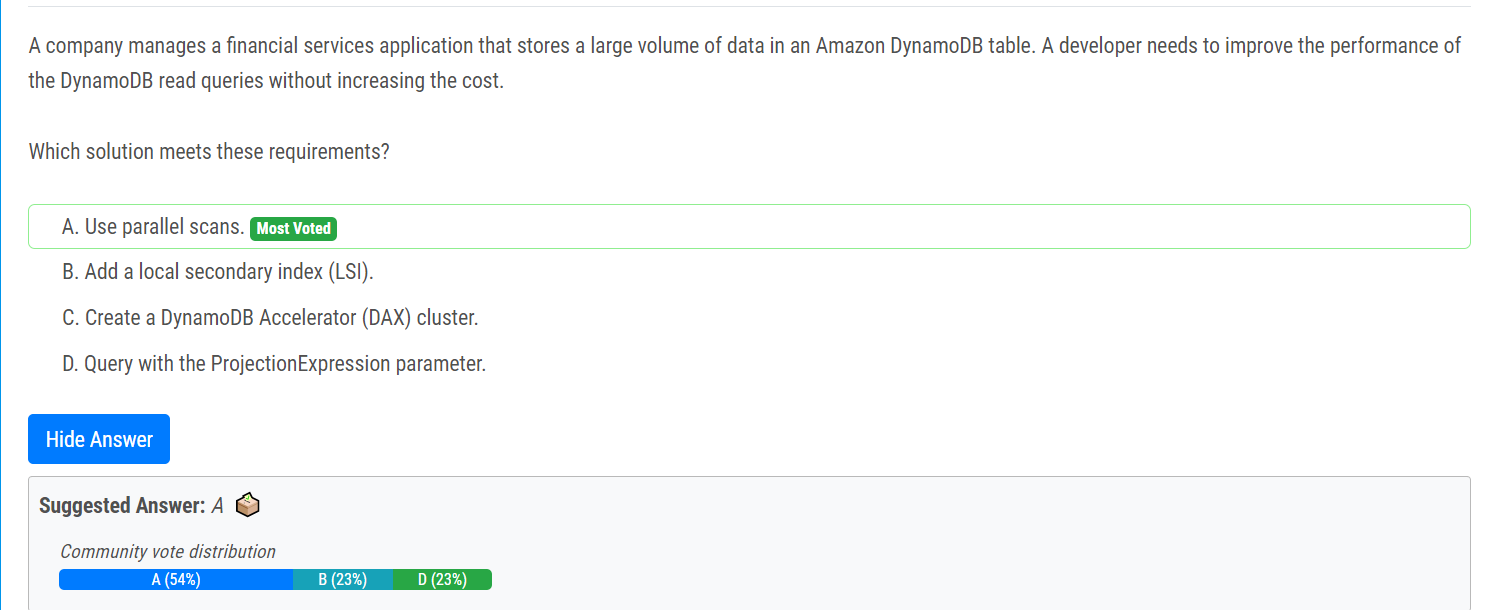 A company manages a financial services application that stores a large volume of data in an Amazon DynamoDB table. A developer needs to improve the performance of
the DynamoDB read queries without increasing the cost.
Which solution meets these requirements?
A. Use parallel scans. Most Voted
B. Add a local secondary index (LSI).
C. Create a DynamoDB Accelerator (DAX) cluster.
D. Query with the ProjectionExpression parameter.
Hide Answer
Suggested Answer: A
Community vote distribution
A (54%) B (23%) D (23%)